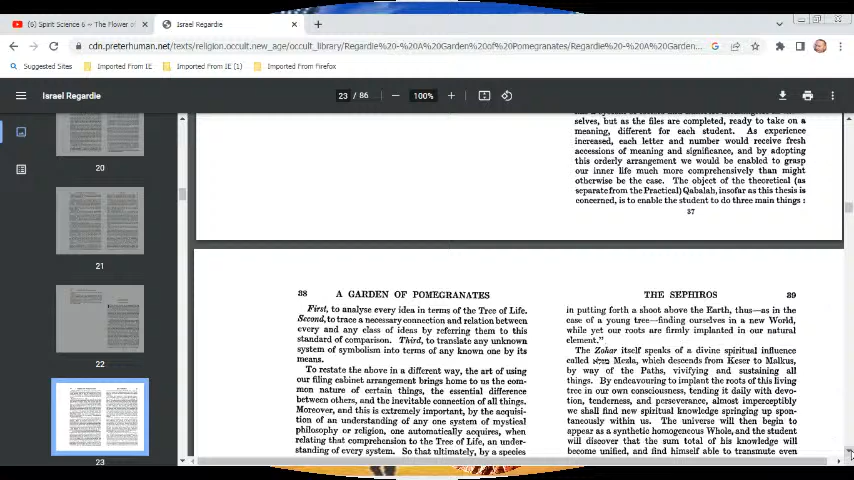 (6) Spirit Science 6 ~ The Flower of
Israel Regardie
cdn.preterhuman.net/texts/religion.occult.new_age/occult_library/Regardie%20-%20A%20Garden%20of%20Pomegranates/Regardie%20-%20A%20Garden...
Suggested Sites
Imported From IE
Imported From IE (1)
Imported From Firefox
Israel Regardie
23 / 86
100%
20
21
22
23
selves, but as the files are completed, ready to take on a
meaning, different for each student. As experience
increased, each letter and number would receive fresh
accessions of meaning and significance, and by adopting
this orderly arrangement we would be enabled to grasp
our inner life much more comprehensively than might
otherwise be the case. The object of the theoretical (as
separate from the Practical) Qabalah, insofar as this thesis is
concerned, is to enable the student to do three main things :
37
38 A GARDEN OF POMEGRANATES
First, to analyse every idea in terms of the Tree of Life.
Second, to trace a necessary connection and relation between
every and any class of ideas by referring them to this
standard of comparison. Third, to translate any unknown
system of symbolism into terms of any known one by its
means.
To restate the above in a different way, the art of using
our filing cabinet arrangement brings home to us the com-
mon nature of certain things, the essential difference
between others, and the inevitable connection of all things.
Moreover, and this is extremely important, by the acquisi-
tion of an understanding of any one system of mystical
philosophy or religion, one automatically acquires, when
relating that comprehension to the Tree of Life, an under-
standing of every system. So that ultimately, by a species
THE SEPHIROS 39
in putting forth a shoot above the Earth, thus—as in the
case of a young tree—finding ourselves in a new World,
while yet our roots are firmly implanted in our natural
element."
The Zohar itself speaks of a divine spiritual influence
called מזלא Mezla, which descends from Keser to Malkus,
by way of the Paths, vivifying and sustaining all
things. By endeavouring to implant the roots of this living
tree in our own consciousness, tending it daily with devo-
tion, tenderness, and perseverance, almost imperceptibly
we shall find new spiritual knowledge springing up spon-
taneously within us. The universe will then begin to
appear as a synthetic homogeneous Whole, and the student
will discover that the sum total of his knowledge will
become unified, and find himself able to transmute even